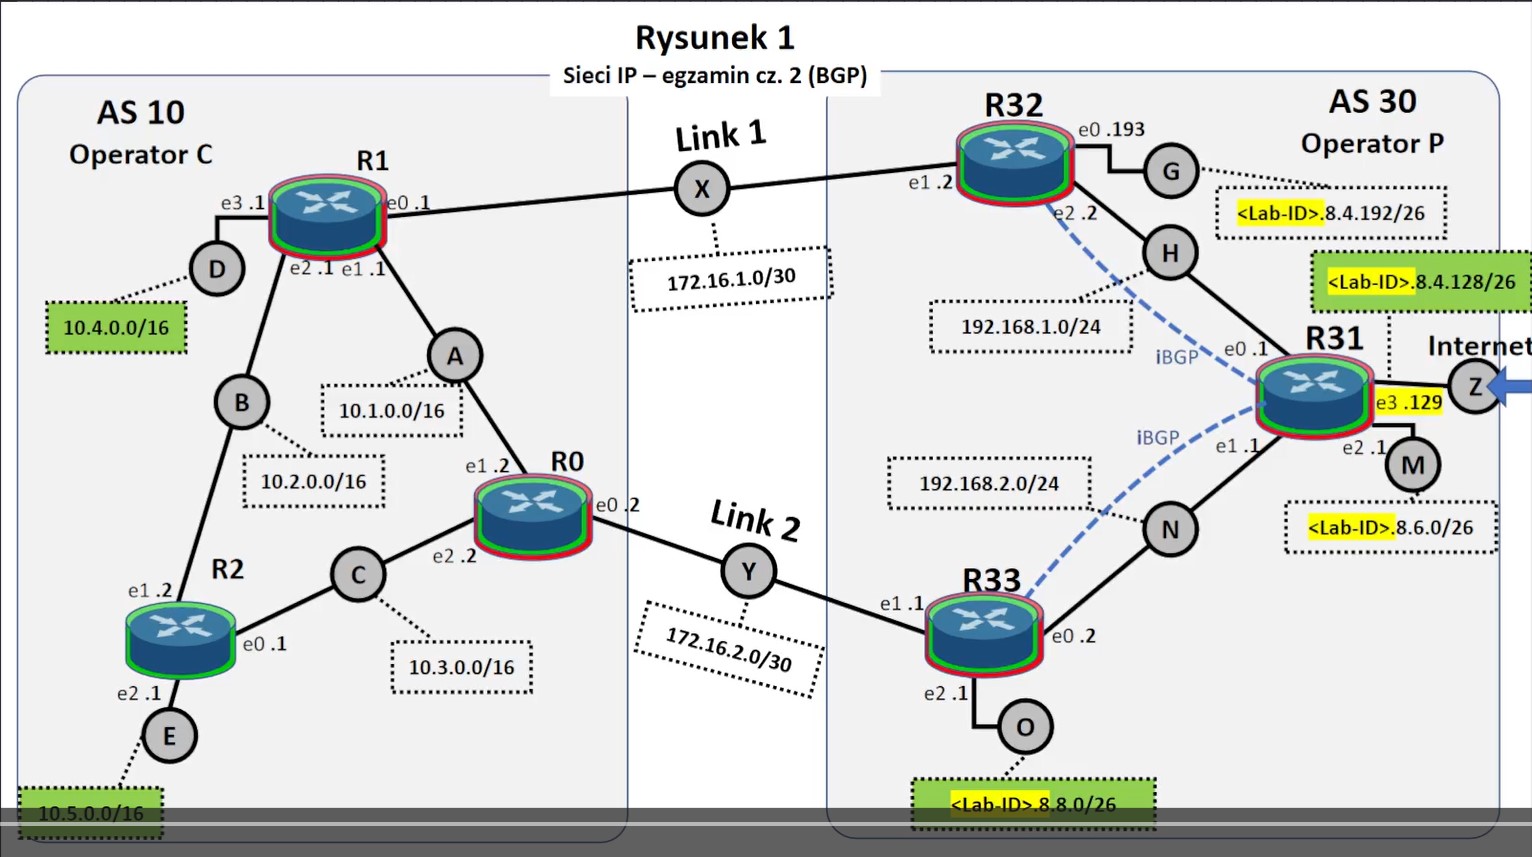 Rysunek 1
Sieci IP – egzamin cz. 2 (BGP)
AS 10
Operator C
R1
e3 .1
e0 .1
e2 .1 e1 .1
D
10.4.0.0/16
B
10.2.0.0/16
A
10.1.0.0/16
R0
e1 .2
e0 .2
e2 .2
C
10.3.0.0/16
R2
e1 .2
e0 .1
e2 .1
E
10.5.0.0/16
Link 1
X
172.16.1.0/30
Link 2
Y
172.16.2.0/30
AS 30
Operator P
R32
e0 .193
e1 .2
e2 .2
G
<Lab-ID>.8.4.192/26
H
192.168.1.0/24
<Lab-ID>.8.4.128/26
iBGP
R31
e0 .1
Internet
Z
e3 .129
e1 .1
e2 .1
M
<Lab-ID>.8.6.0/26
iBGP
192.168.2.0/24
N
R33
e1 .1
e0 .2
e2 .1
O
<Lab-ID>.8.8.0/26